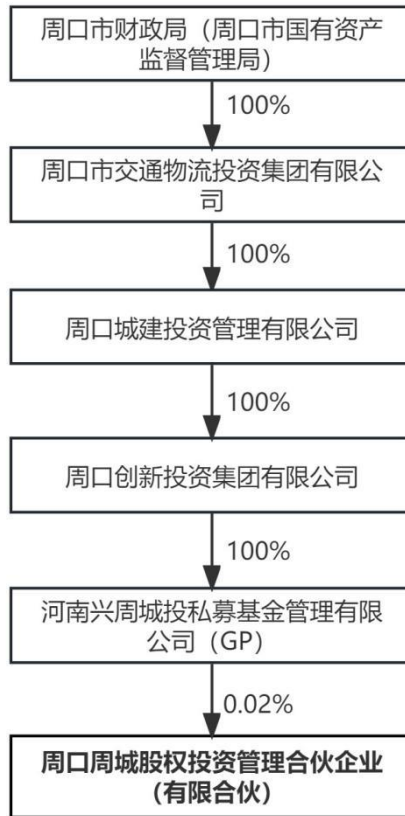 周口市财政局（周口市国有资产
监督管理局）
100%
周口市交通物流投资集团有限公
司
100%
周口城建投资管理有限公司
100%
周口创新投资集团有限公司
100%
河南兴周城投私募基金管理有限
公司（GP）
0.02%
周口周城股权投资管理合伙企业
（有限合伙）